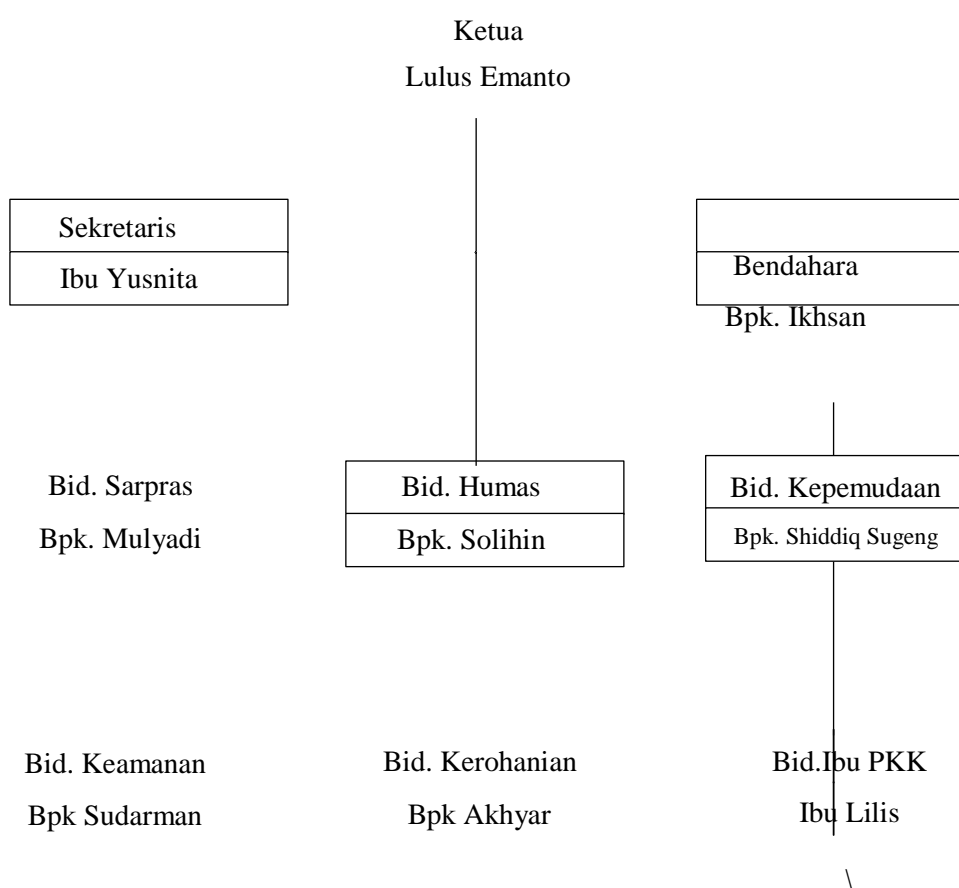 Ketua
Lulus Emanto
Sekretaris
Ibu Yusnita
Bendahara
Bpk. Ikhsan
Bid. Sarpras
Bpk. Mulyadi
Bid. Humas
Bpk. Solihin
Bid. Kepemudaan
Bpk. Shiddiq Sugeng
Bid. Keamanan
Bpk Sudarman
Bid. Kerohanian
Bpk Akhyar
Bid.Ibu PKK
Ibu Lilis